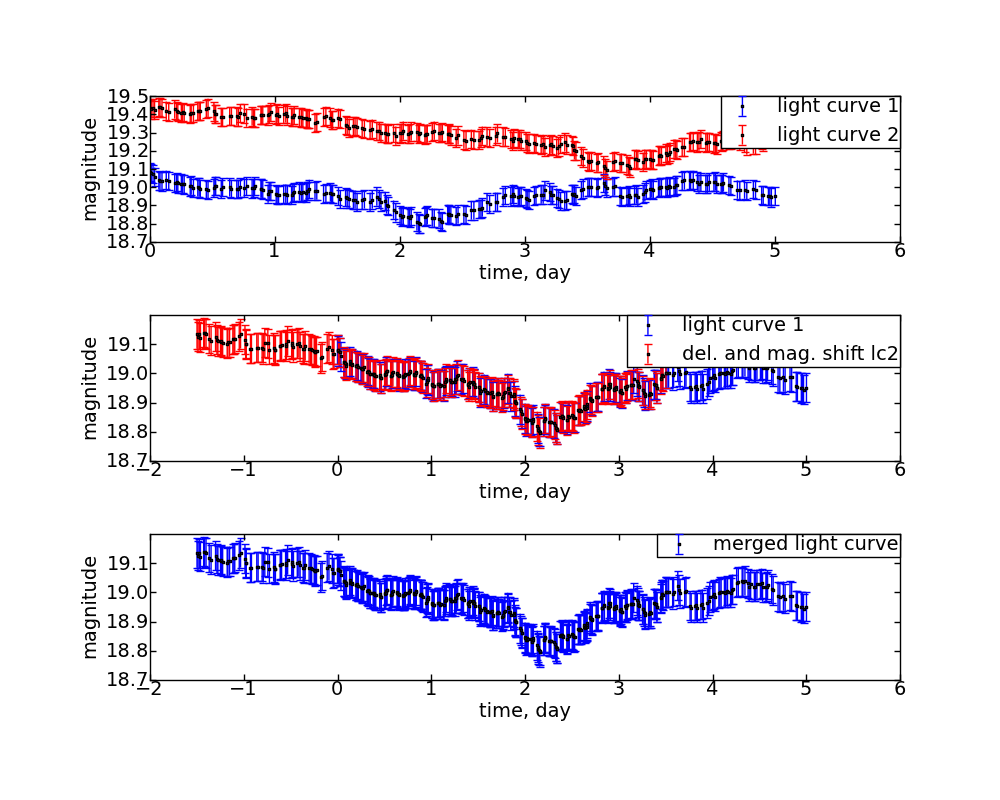 19.5
19.4
19.3
19.2
19.1
19.0
18.9
18.8
18.7
magnitude
light curve 1
light curve 2
0 1 2 3 4 5 6
time, day
19.1
19.0
18.9
18.8
18.7
magnitude
light curve 1
del. and mag. shift lc2
−2 −1 0 1 2 3 4 5 6
time, day
19.1
19.0
18.9
18.8
18.7
magnitude
merged light curve
−2 −1 0 1 2 3 4 5 6
time, day